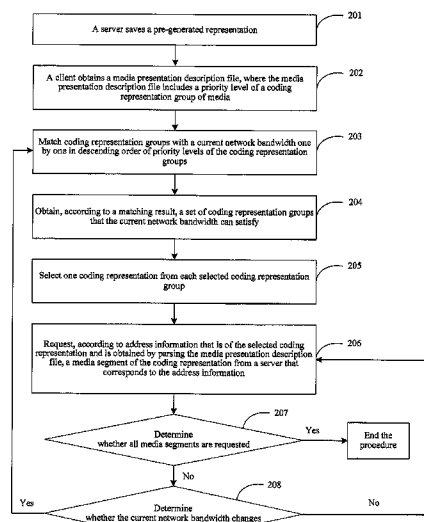 201
A server saves a pre-generated representation
202
A client obtains a media presentation description file, where the media
presentation description file includes a priority level of a coding
representation group of media
203
Match coding representation groups with a current network bandwidth one
by one in descending order of priority levels of the coding representation
groups
204
Obtain, according to a matching result, a set of coding representation groups
that the current network bandwidth can satisfy
205
Select one coding representation from each selected coding representation
group
206
Request, according to address information that is of the selected coding
representation and is obtained by parsing the media presentation description
file, a media segment of the coding representation from a server that
corresponds to the address information
207
Determine
whether all media segments are requested
Yes
End the
procedure
No
208
Yes
Determine
whether the current network bandwidth changes
No